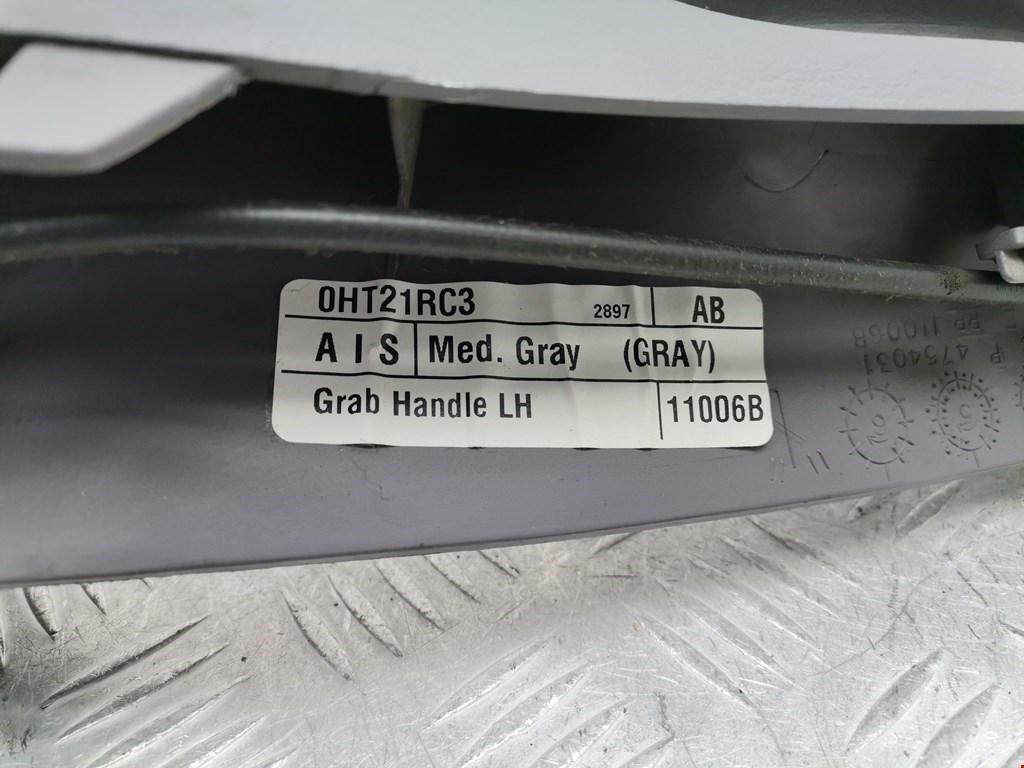 0HT21RC3 2897 AB
A I S Med. Gray (GRAY)
Grab Handle LH 11006B
PP 11006B
4754031